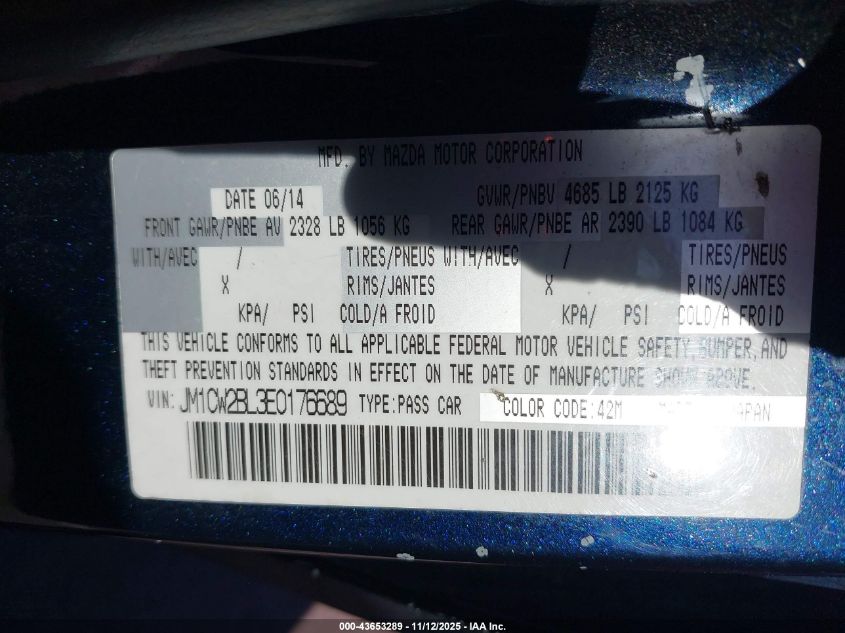 MFD. BY MAZDA MOTOR CORPORATION
DATE 06/14 GVWR/PNBV 4685 LB 2125 KG
FRONT GAWR/PNBE AV 2328 LB 1056 KG REAR GAWR/PNBE AR 2390 LB 1084 KG
WITH/AVEC / TIRES/PNEUS WITH/AVEC / TIRES/PNEUS
X RIMS/JANTES X RIMS/JANTES
KPA/ PSI COLD/A FROID KPA/ PSI COLD/A FROID
THIS VEHICLE CONFORMS TO ALL APPLICABLE FEDERAL MOTOR VEHICLE SAFETY, BUMPER, AND
THEFT PREVENTION STANDARDS IN EFFECT ON THE DATE OF MANUFACTURE SHOWN ABOVE.
VIN: JM1CW2BL3E0176689 TYPE:PASS CAR COLOR CODE:42M JAPAN
000-43653289 - 11/12/2025 - IAA Inc.